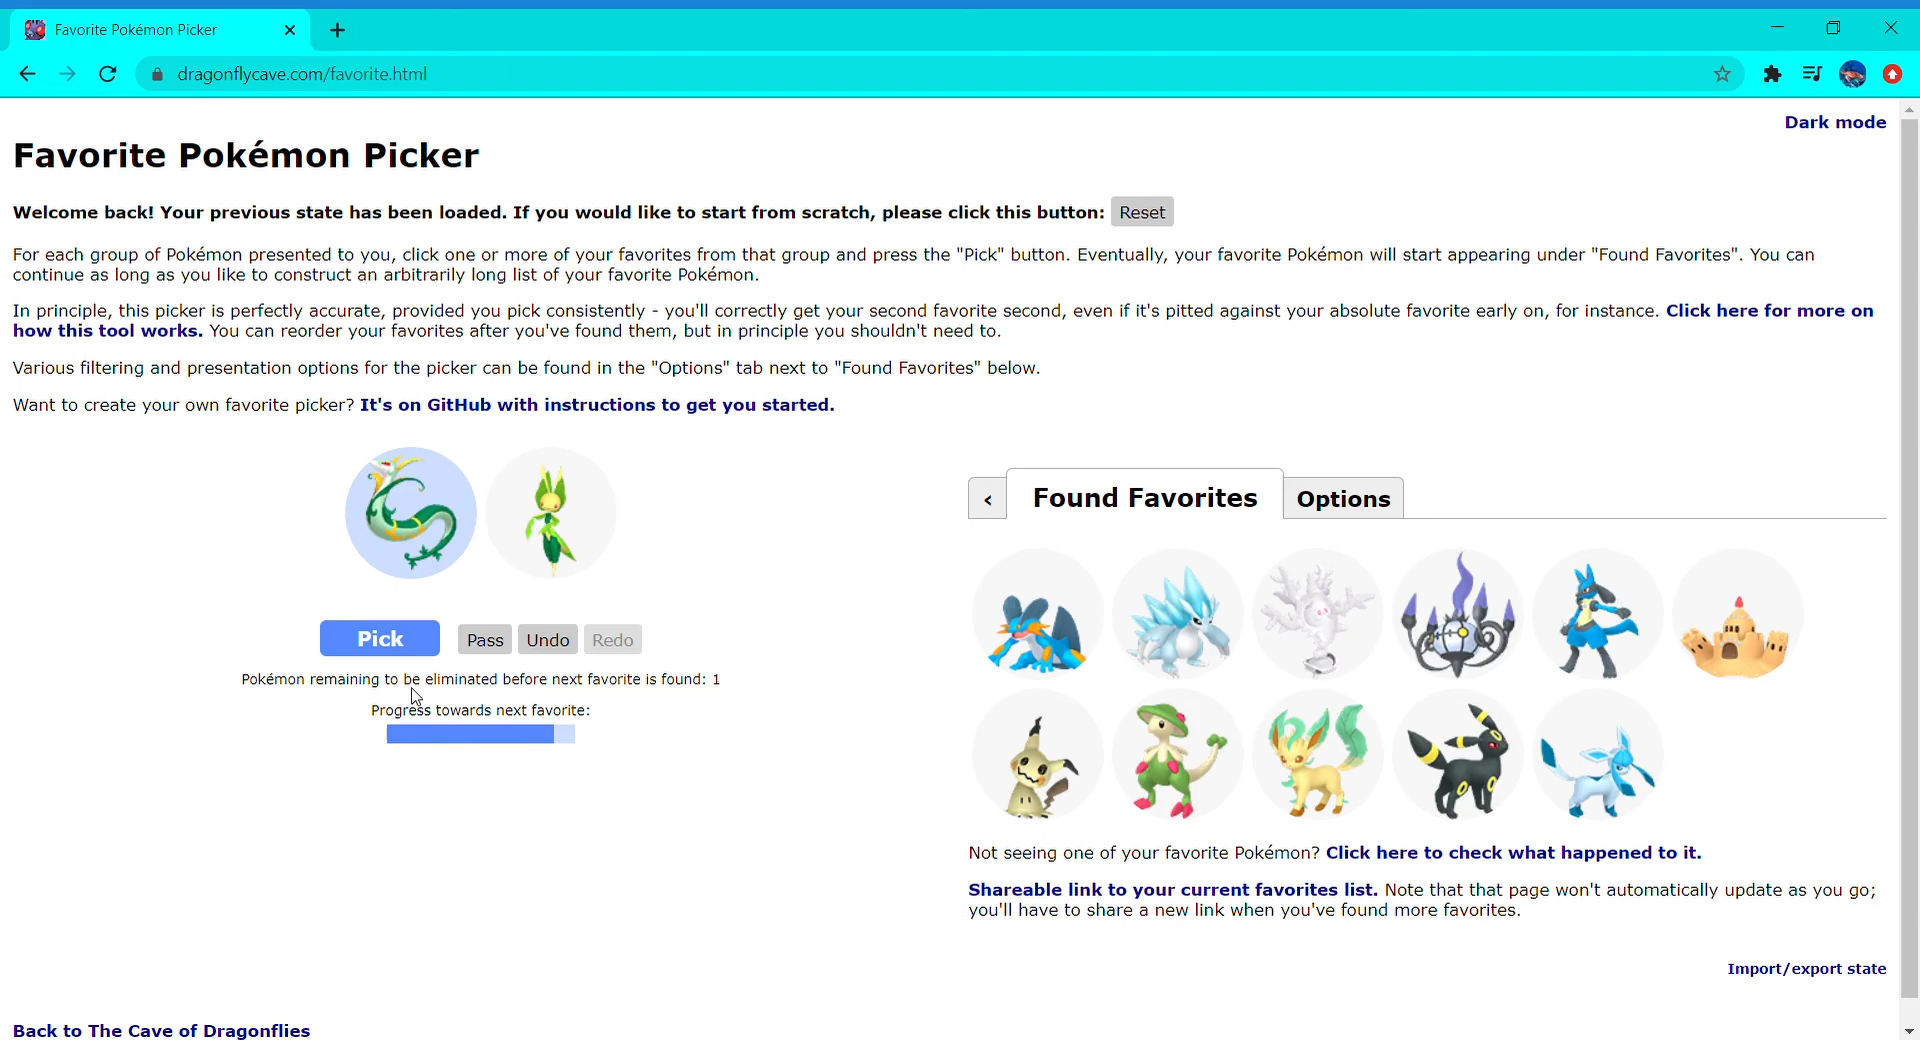 Favorite Pokémon Picker
dragonflycave.com/favorite.html
Dark mode
Favorite Pokémon Picker
Welcome back! Your previous state has been loaded. If you would like to start from scratch, please click this button: Reset
For each group of Pokémon presented to you, click one or more of your favorites from that group and press the "Pick" button. Eventually, your favorite Pokémon will start appearing under "Found Favorites". You can
continue as long as you like to construct an arbitrarily long list of your favorite Pokémon.
In principle, this picker is perfectly accurate, provided you pick consistently - you'll correctly get your second favorite second, even if it's pitted against your absolute favorite early on, for instance. Click here for more on
how this tool works. You can reorder your favorites after you've found them, but in principle you shouldn't need to.
Various filtering and presentation options for the picker can be found in the "Options" tab next to "Found Favorites" below.
Want to create your own favorite picker? It's on GitHub with instructions to get you started.
Pick Pass Undo Redo
Pokémon remaining to be eliminated before next favorite is found: 1
Progress towards next favorite:
< Found Favorites Options
Not seeing one of your favorite Pokémon? Click here to check what happened to it.
Shareable link to your current favorites list. Note that that page won't automatically update as you go;
you'll have to share a new link when you've found more favorites.
Import/export state
Back to The Cave of Dragonflies